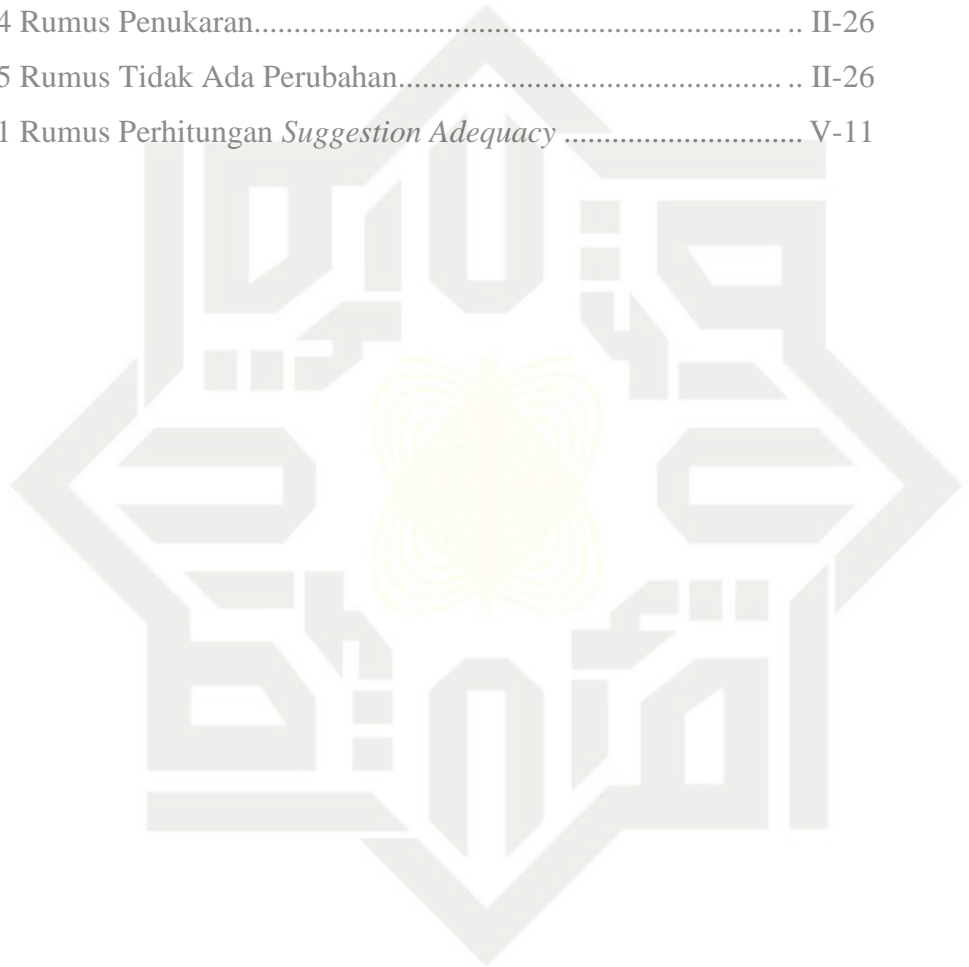 4 Rumus Penukaran.................................................................... .. II-26
5 Rumus Tidak Ada Perubahan.................................................. .. II-26
1 Rumus Perhitungan Suggestion Adequacy .............................. V-11